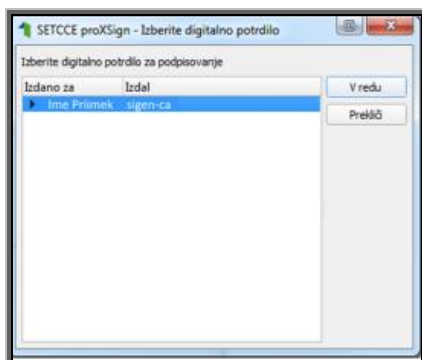 SETCCE proXSign - Izberite digitalno potrdilo
Izberite digitalno potrdilo za podpisovanje
Izdano za Izdal
Ime Priimek sigen-ca
V redu
Prekliči